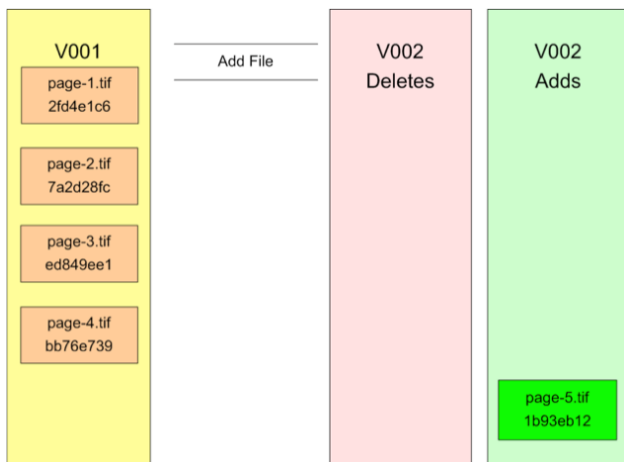 V001
page-1.tif
2fd4e1c6
page-2.tif
7a2d28fc
page-3.tif
ed849ee1
page-4.tif
bb76e739
Add File
V002
Deletes
V002
Adds
page-5.tif
1b93eb12